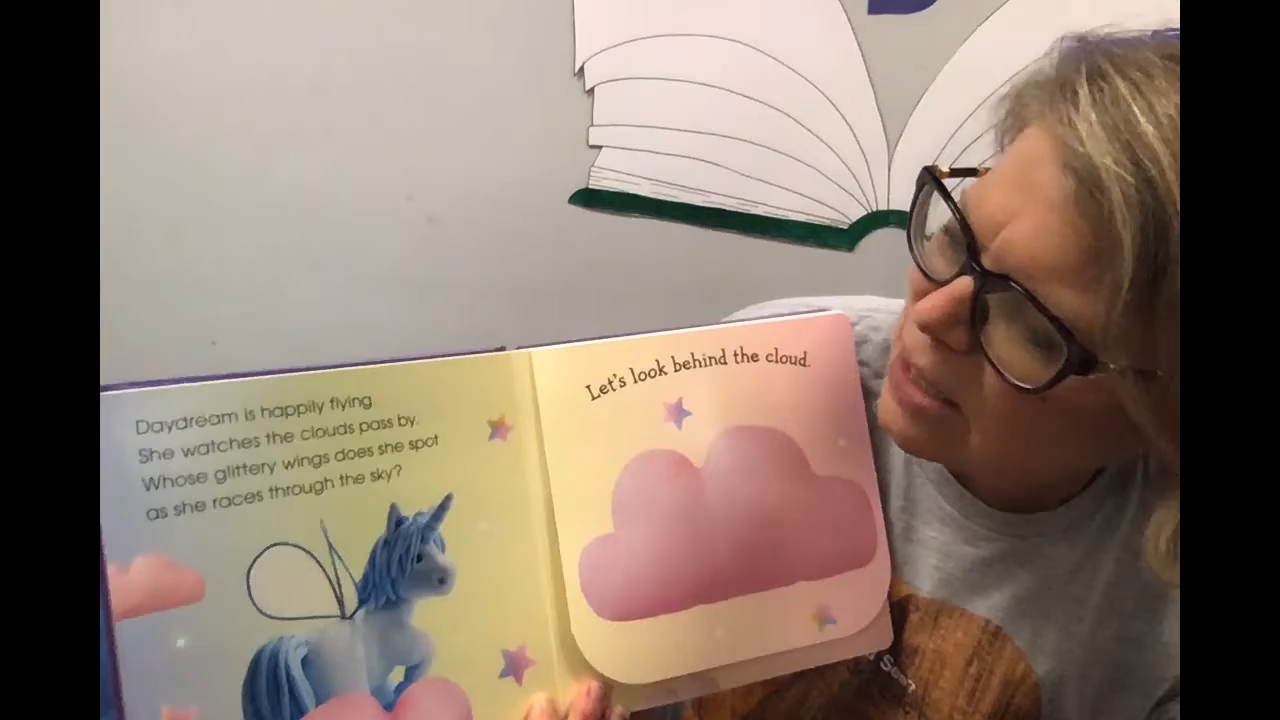 Daydream is happily flying
She watches the clouds pass by.
Whose glittery wings does she spot
as she races through the sky?
Let's look behind the cloud.